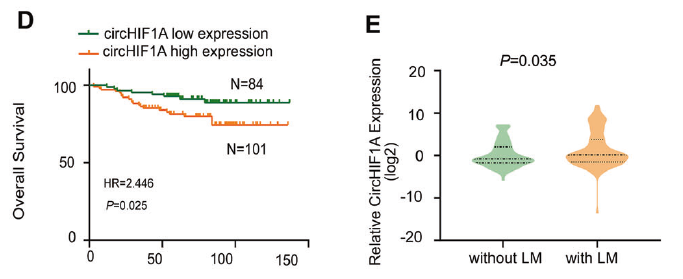 D
circHIF1A low expression
circHIF1A high expression
Overall Survival
100
50
0
N=84
N=101
HR=2.446
P=0.025
0
50
100
150
E
Relative CircHIF1A Expression
(log2)
P=0.035
20
10
0
-10
-20
without LM
with LM